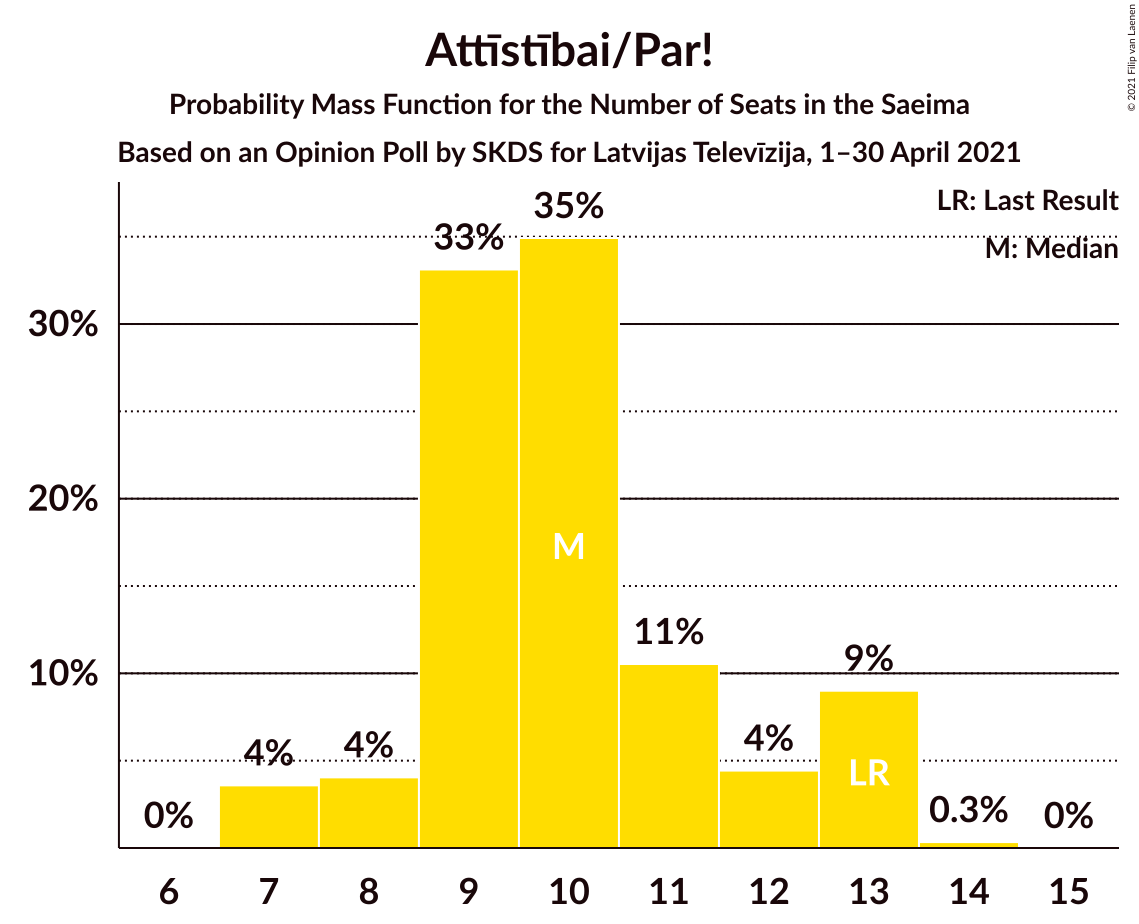 Attīstībai/Par!
Probability Mass Function for the Number of Seats in the Saeima
Based on an Opinion Poll by SKDS for Latvijas Televīzija, 1–30 April 2021
© 2021 Filip van Laenen
LR: Last Result
M: Median
30%
20%
10%
0%
4%
4%
33%
35%
11%
4%
9%
0.3%
0%
M
LR
6 7 8 9 10 11 12 13 14 15